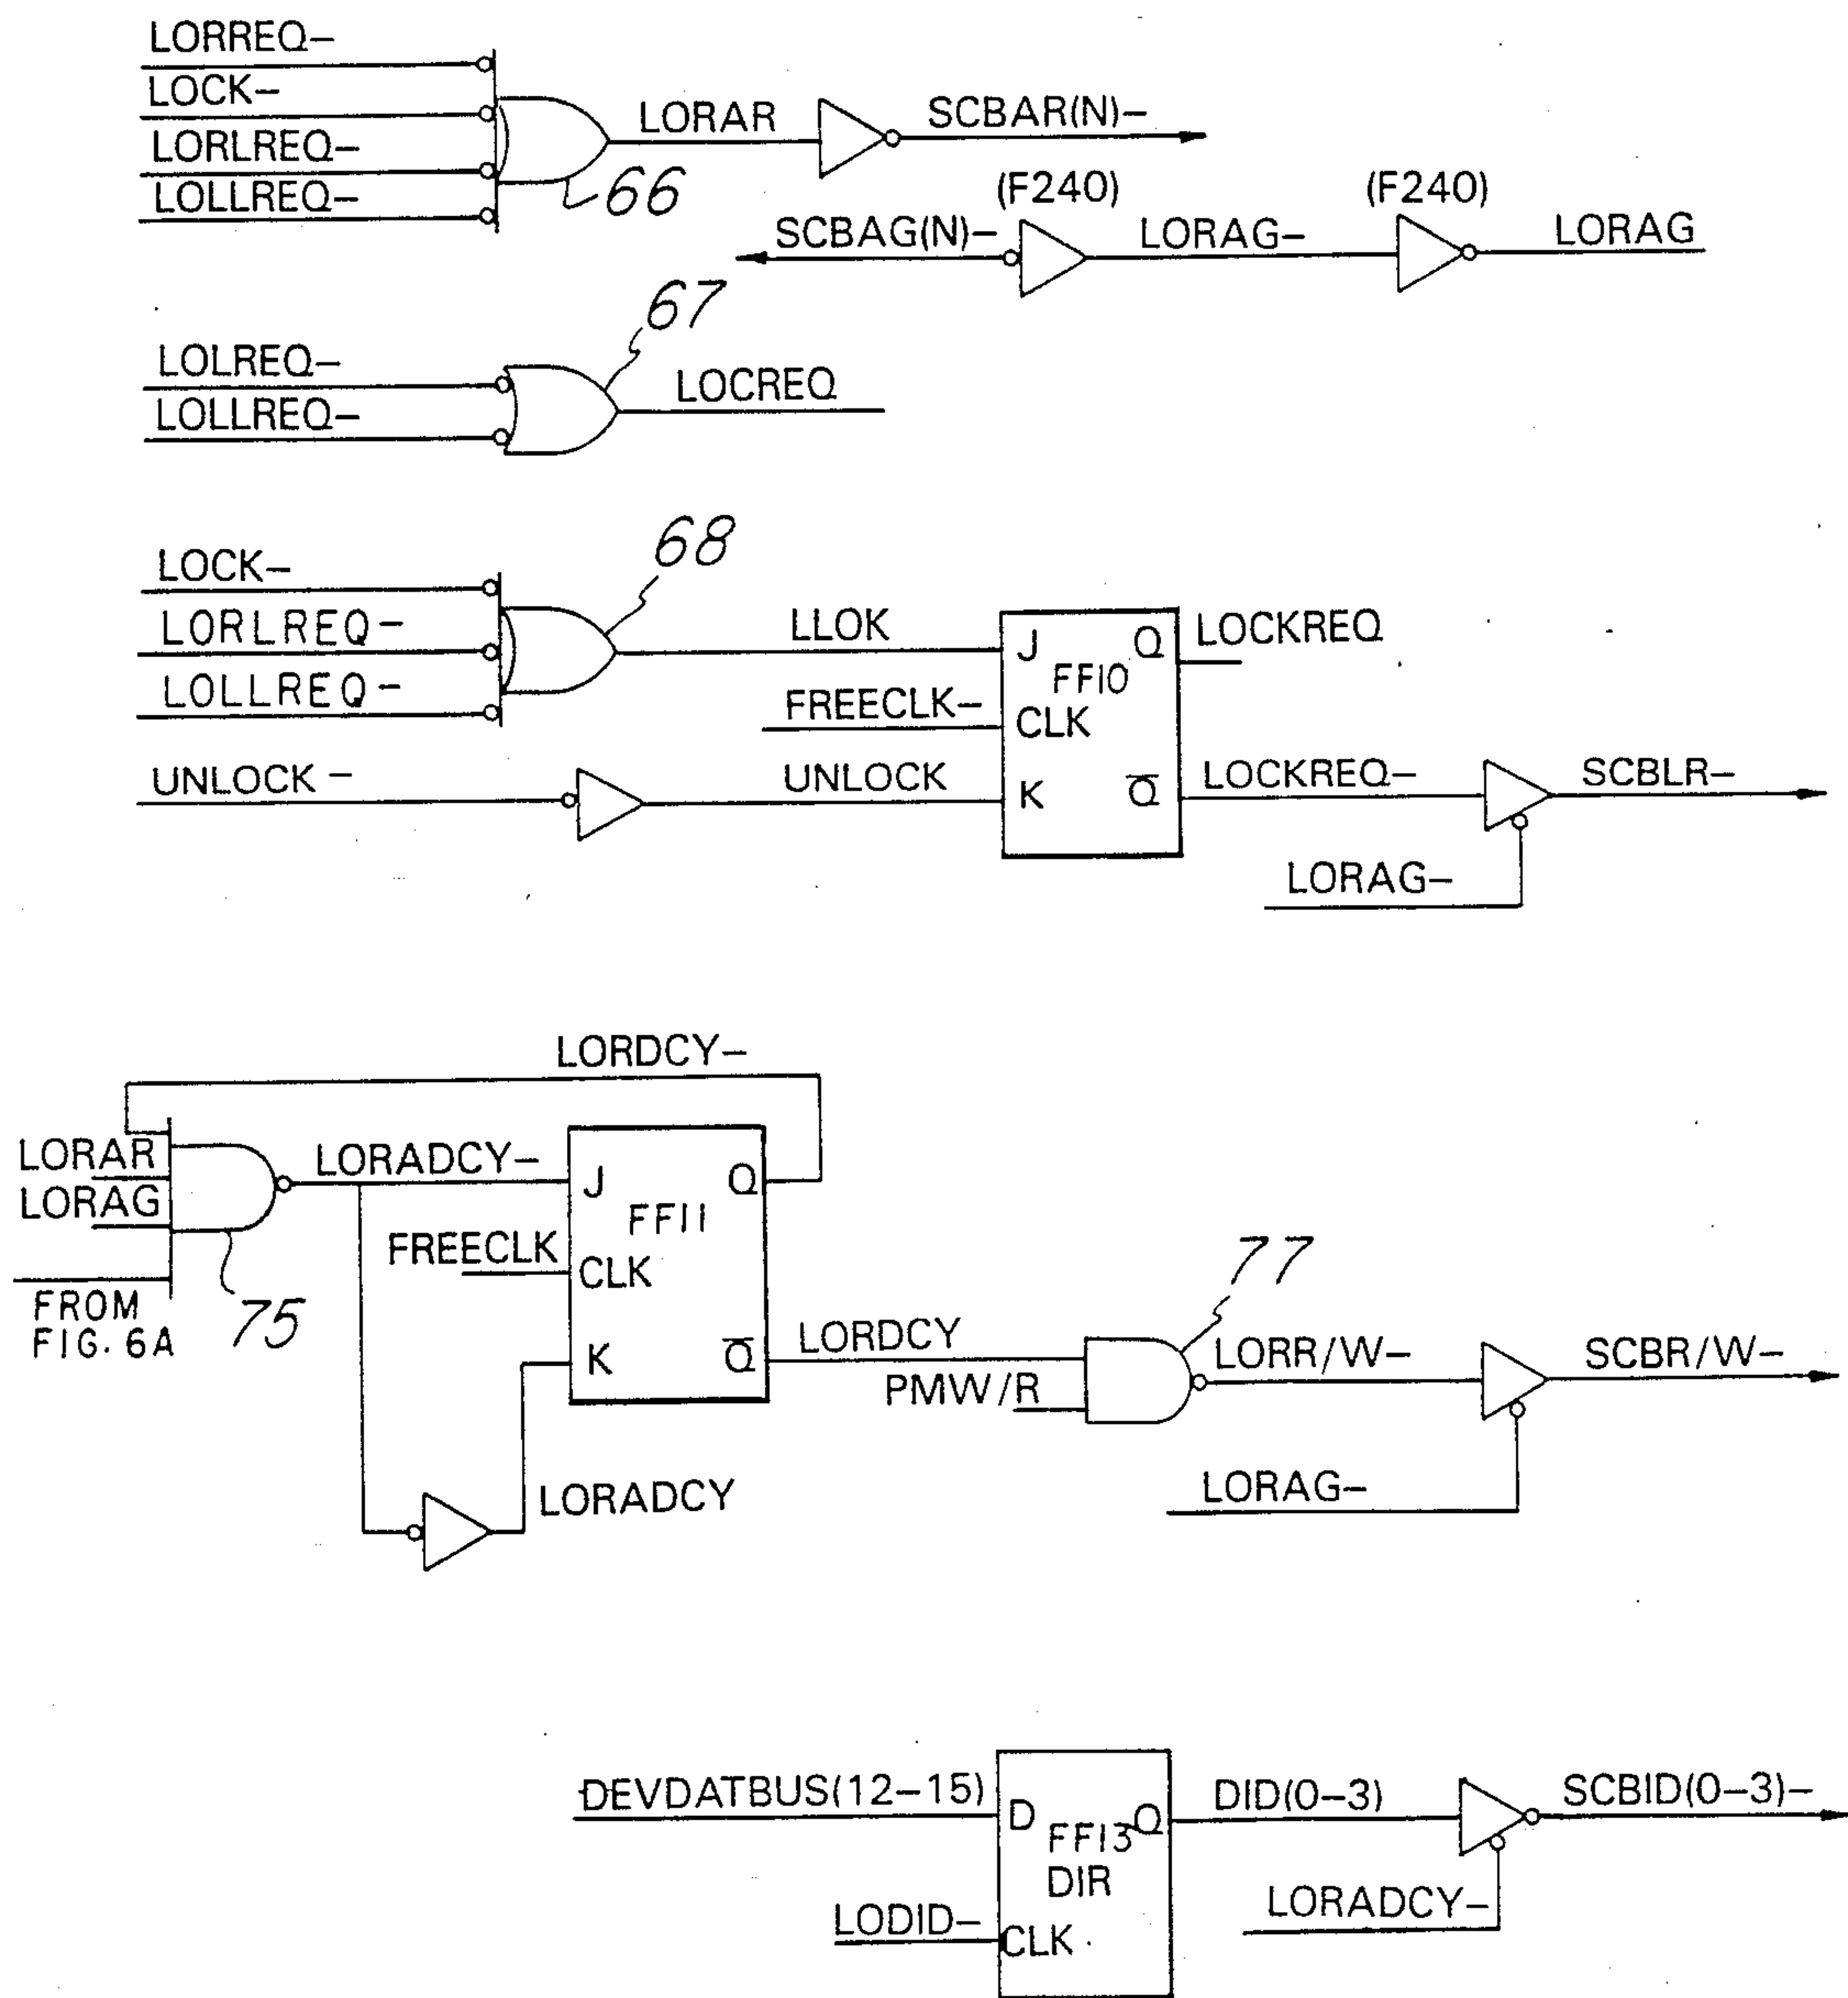 LORREQ-
LOCK-
LORLREQ-
LOLLREQ-
66
LORAR
SCBAR(N)-
(F240)
(F240)
SCBAG(N)-
LORAG-
LORAG
67
LOLREQ-
LOLLREQ-
LOCREQ
68
LOCK-
LORLREQ-
LOLLREQ-
LLOK
J
Q
LOCKREQ
FF10
FREECLK-
CLK
UNLOCK-
UNLOCK
K
Q̅
LOCKREQ-
SCBLR-
LORAG-
LORDCY-
LORAR
LORAG
FROM
FIG. 6A
75
LORADCY-
J
Q
FF11
FREECLK
CLK
K
Q̅
LORDCY
PMW/R
77
LORR/W-
SCBR/W-
LORAG-
LORADCY
DEVDATBUS(12-15)
D
Q
FF13
DIR
DID(0-3)
SCBID(0-3)-
LODID-
CLK
LORADCY-